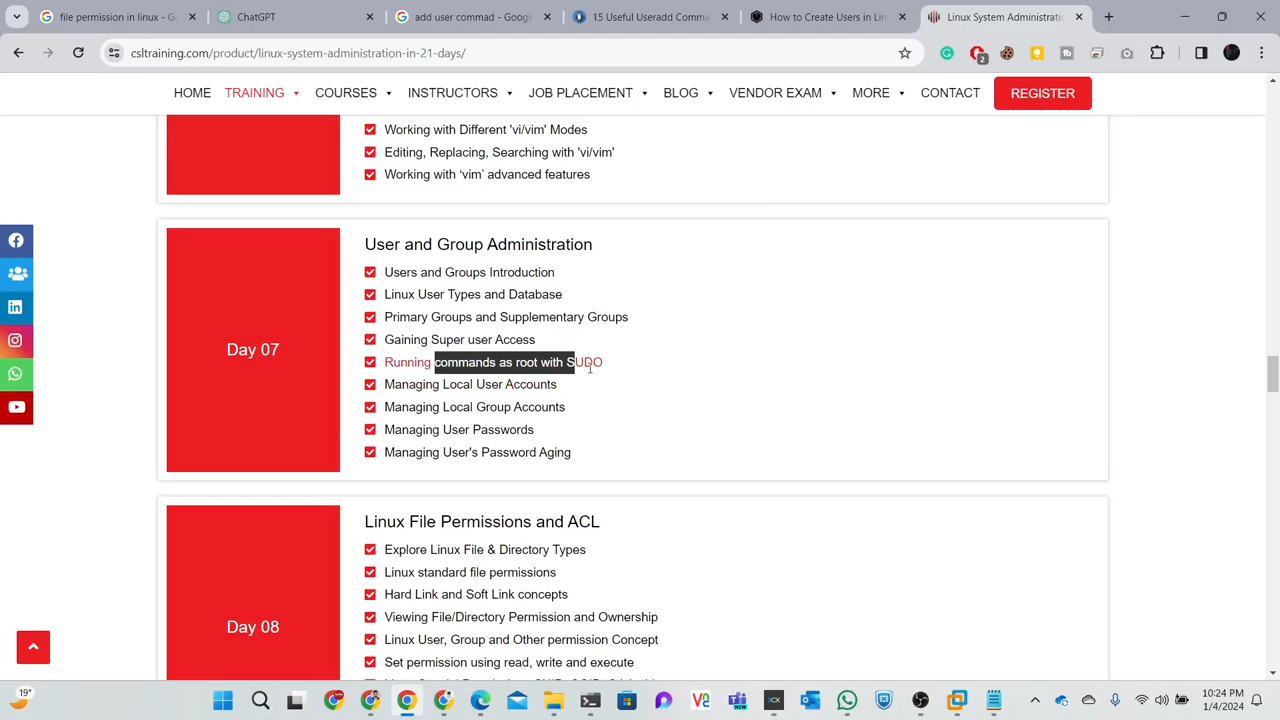 file permission in linux - G
ChatGPT
groupadd command - Googl
15 Useful Useradd Comma
How to Create Users in Lin
Linux System Administratic
csltraining.com/product/linux-system-administration-in-21-days/
2
HOME TRAINING COURSES INSTRUCTORS JOB PLACEMENT BLOG VENDOR EXAM MORE CONTACT REGISTER
Working with Different 'vi/vim' Modes
Editing, Replacing, Searching with 'vi/vim'
Working with ‘vim’ advanced features
Day 07
User and Group Administration
Users and Groups Introduction
Linux User Types and Database
Primary Groups and Supplementary Groups
Gaining Super user Access
Running commands as root with SUDO
Managing Local User Accounts
Managing Local Group Accounts
Managing User Passwords
Managing User's Password Aging
Day 08
Linux File Permissions and ACL
Explore Linux File & Directory Types
Linux standard file permissions
Hard Link and Soft Link concepts
Viewing File/Directory Permission and Ownership
Linux User, Group and Other permission Concept
Set permission using read, write and execute
19°
10:24 PM
1/4/2024